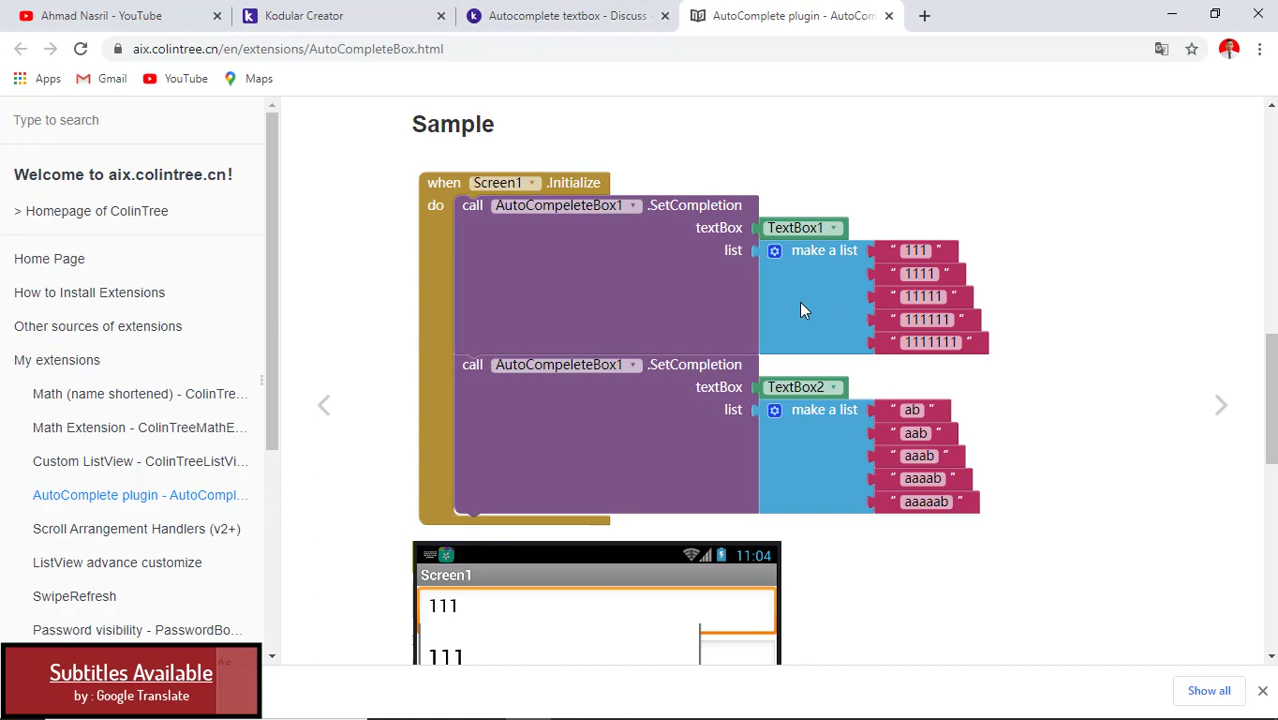 Ahmad Nasril - YouTube
Kodular Creator
Autocomplete textbox - Discuss -
AutoComplete plugin - AutoCom
aix.colintree.cn/en/extensions/AutoCompleteBox.html
Apps
Gmail
YouTube
Maps
Type to search
Welcome to aix.colintree.cn!
> Homepage of ColinTree
Home Page
How to Install Extensions
Other sources of extensions
My extensions
Math (name shortened) - ColinTre...
Math Extension - ColinTreeMathE...
Custom ListView - ColinTreeListVi...
AutoComplete plugin - AutoCompl...
Scroll Arrangement Handlers (v2+)
ListView advance customize
SwipeRefresh
Password visibility - PasswordBo...
Subtitles Available
by : Google Translate
Sample
when Screen1 .Initialize
do call AutoCompeleteBox1 .SetCompletion
textBox TextBox1
list make a list " 111 "
" 1111 "
" 11111 "
" 111111 "
" 1111111 "
call AutoCompeleteBox1 .SetCompletion
textBox TextBox2
list make a list " ab "
" aab "
" aaab "
" aaaab "
" aaaaab "
11:04
Screen1
111
111
Show all